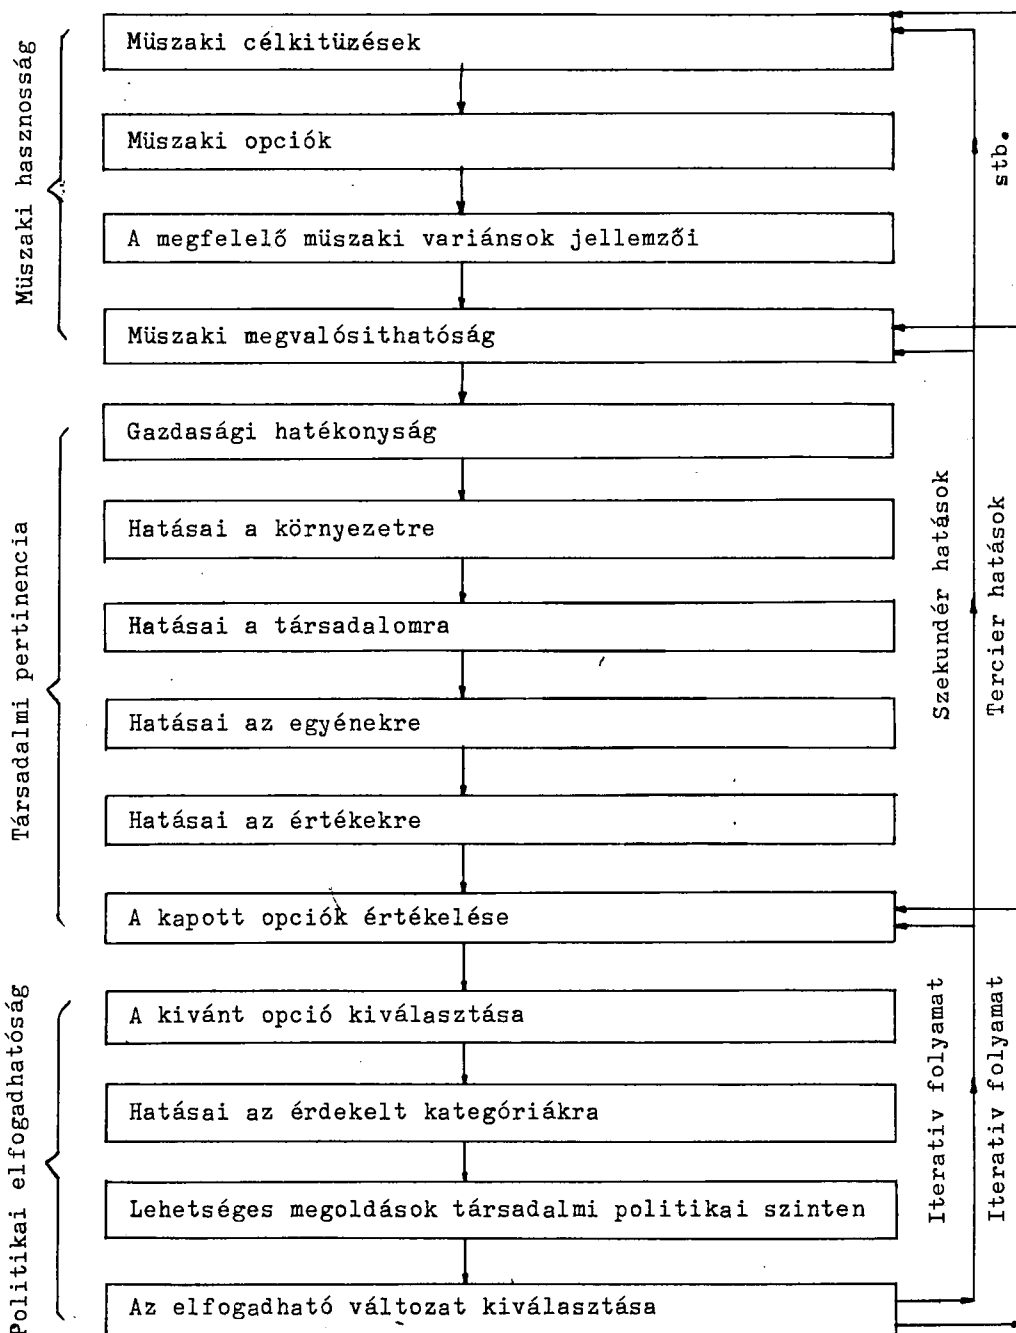 Müszaki hasznosság
Müszaki célkitüzések
Müszaki opciók
A megfelelő müszaki variánsok jellemzői
Müszaki megvalósithatóság
Társadalmi pertinencia
Gazdasági hatékonyság
Hatásai a környezetre
Hatásai a társadalomra
Hatásai az egyénekre
Hatásai az értékekre
A kapott opciók értékelése
Politikai elfogadhatóság
A kivánt opció kiválasztása
Hatásai az érdekelt kategóriákra
Lehetséges megoldások társadalmi politikai szinten
Az elfogadható változat kiválasztása
Iterativ folyamat
Szekundér hatások
Iterativ folyamat
Tercier hatások
stb.